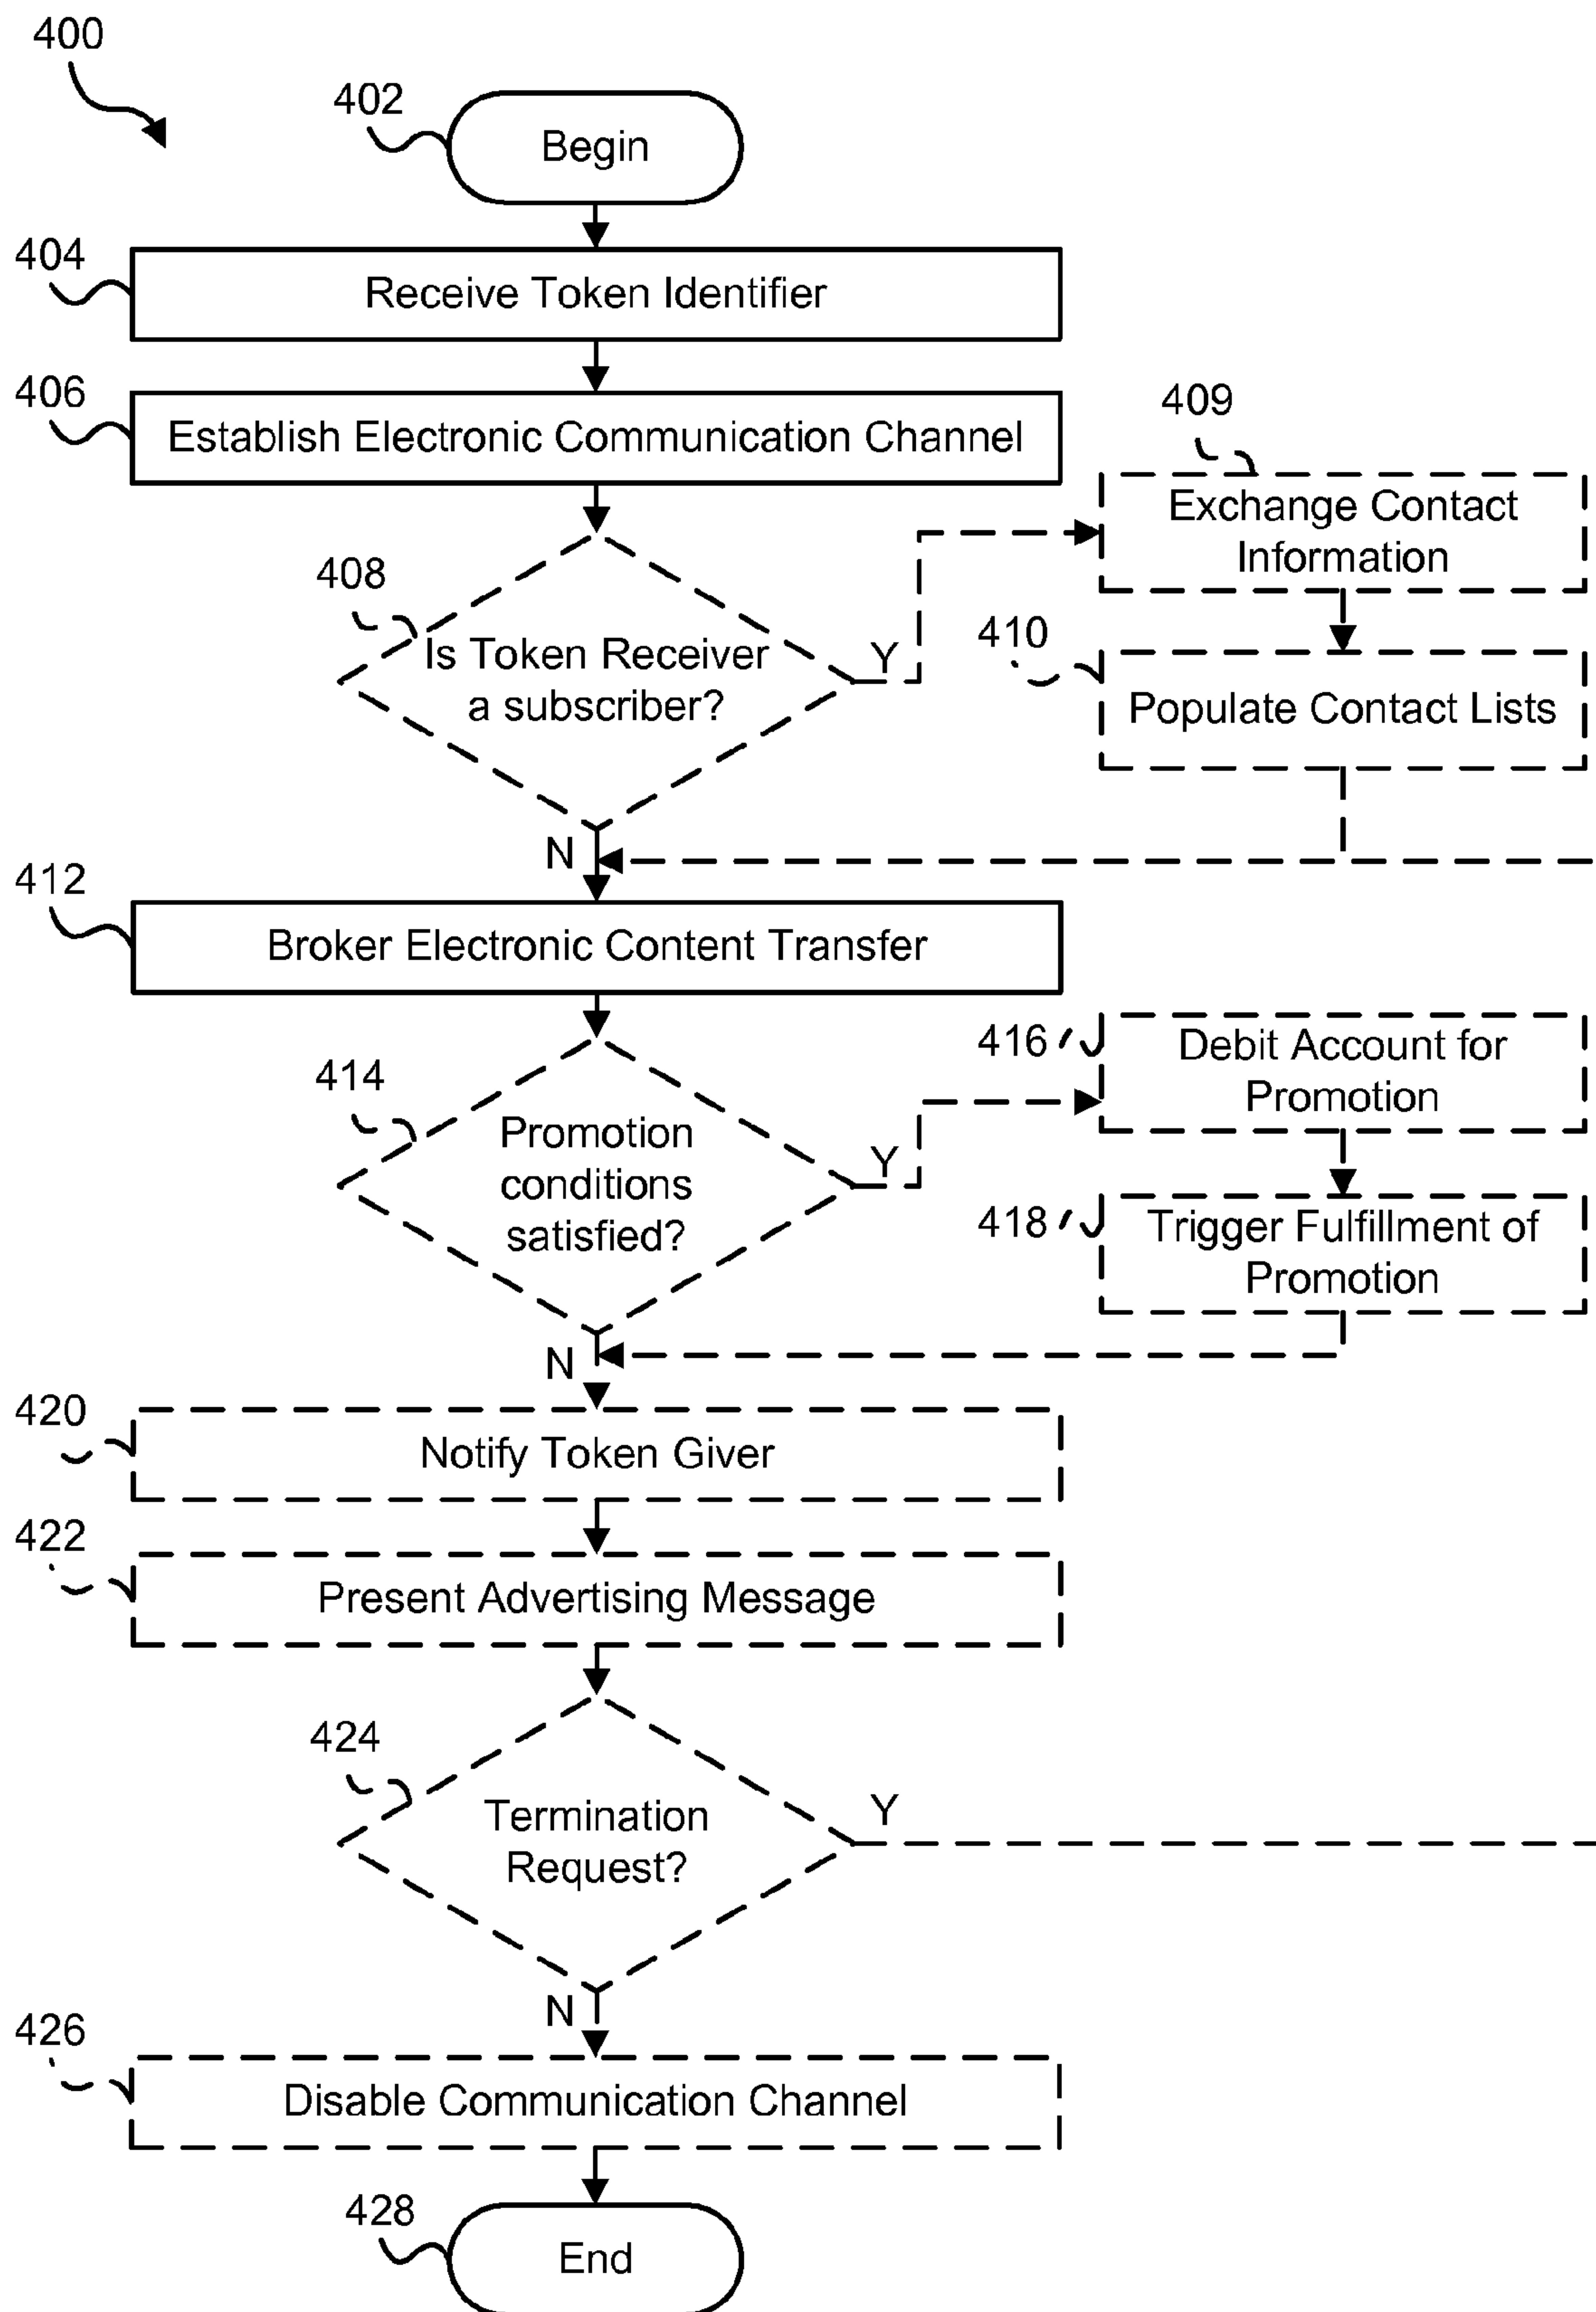 400
402
Begin
404
Receive Token Identifier
406
Establish Electronic Communication Channel
409
Exchange Contact
Information
408
Is Token Receiver
a subscriber?
Y
410
Populate Contact Lists
N
412
Broker Electronic Content Transfer
416
Debit Account for
Promotion
414
Promotion
conditions
satisfied?
Y
418
Trigger Fulfillment of
Promotion
N
420
Notify Token Giver
422
Present Advertising Message
424
Termination
Request?
Y
N
426
Disable Communication Channel
428
End